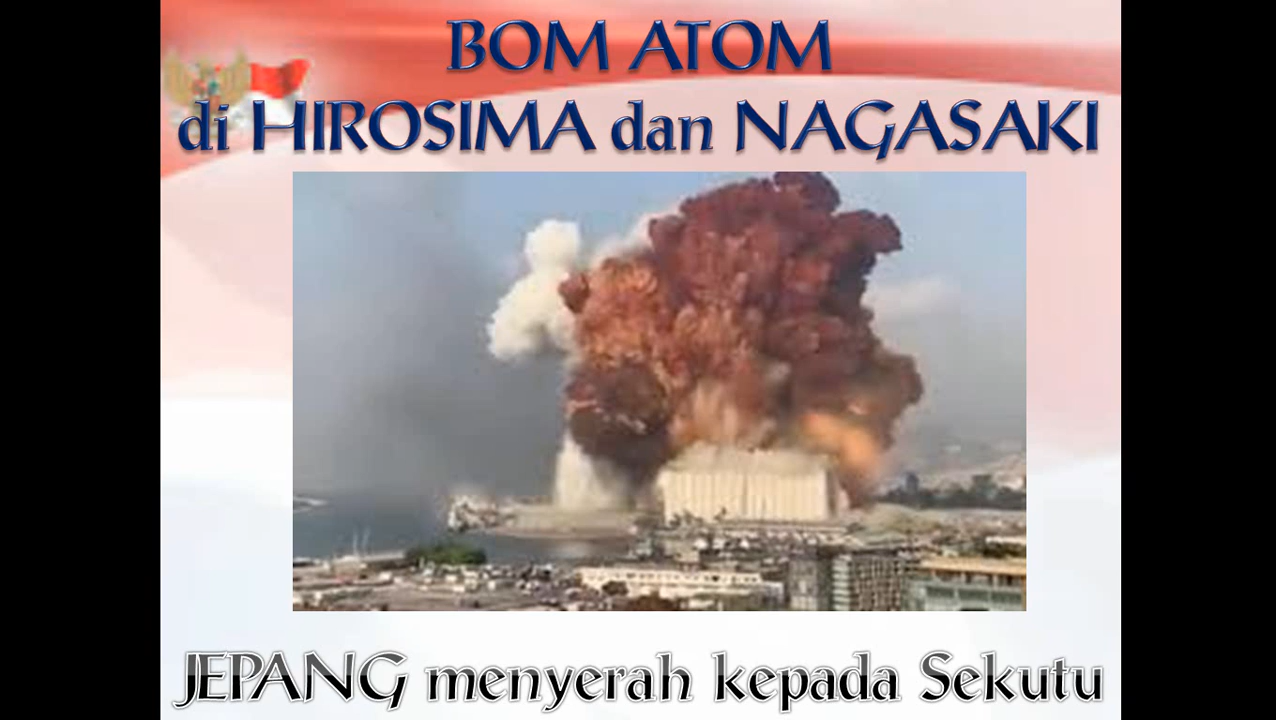 BOM ATOM
di HIROSIMA dan NAGASAKI
JEPANG menyerah kepada Sekutu